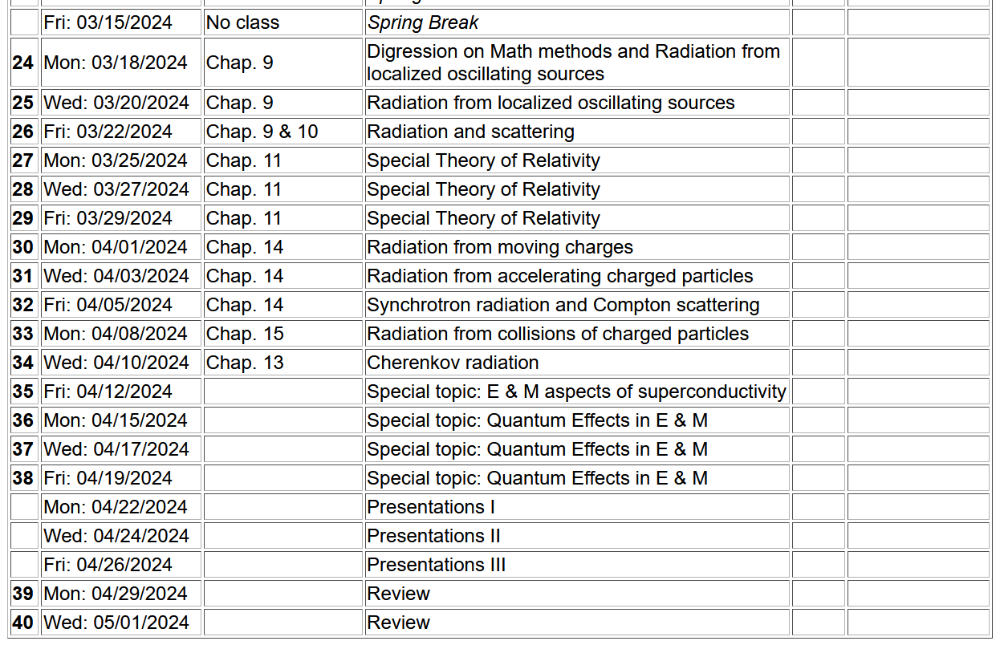 Fri: 03/15/2024 No class Spring Break
24 Mon: 03/18/2024 Chap. 9 Digression on Math methods and Radiation from
localized oscillating sources
25 Wed: 03/20/2024 Chap. 9 Radiation from localized oscillating sources
26 Fri: 03/22/2024 Chap. 9 & 10 Radiation and scattering
27 Mon: 03/25/2024 Chap. 11 Special Theory of Relativity
28 Wed: 03/27/2024 Chap. 11 Special Theory of Relativity
29 Fri: 03/29/2024 Chap. 11 Special Theory of Relativity
30 Mon: 04/01/2024 Chap. 14 Radiation from moving charges
31 Wed: 04/03/2024 Chap. 14 Radiation from accelerating charged particles
32 Fri: 04/05/2024 Chap. 14 Synchrotron radiation and Compton scattering
33 Mon: 04/08/2024 Chap. 15 Radiation from collisions of charged particles
34 Wed: 04/10/2024 Chap. 13 Cherenkov radiation
35 Fri: 04/12/2024 Special topic: E & M aspects of superconductivity
36 Mon: 04/15/2024 Special topic: Quantum Effects in E & M
37 Wed: 04/17/2024 Special topic: Quantum Effects in E & M
38 Fri: 04/19/2024 Special topic: Quantum Effects in E & M
Mon: 04/22/2024 Presentations I
Wed: 04/24/2024 Presentations II
Fri: 04/26/2024 Presentations III
39 Mon: 04/29/2024 Review
40 Wed: 05/01/2024 Review